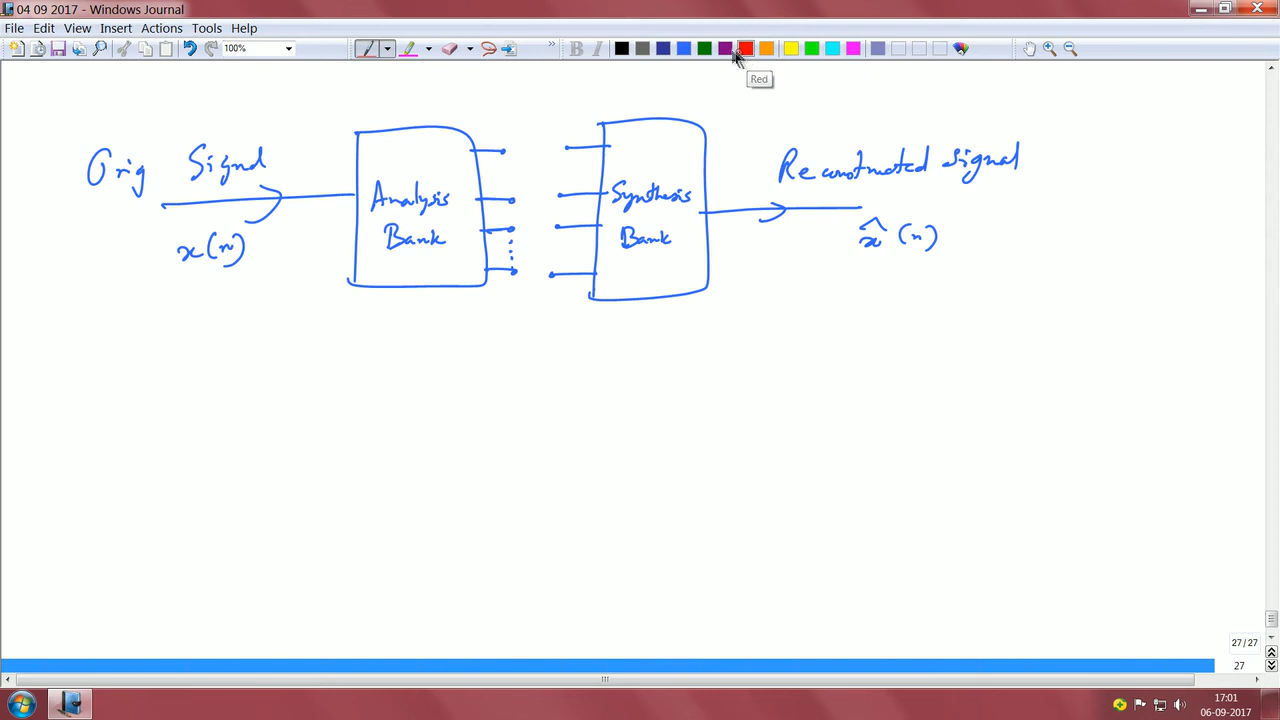 04 09 2017 - Windows Journal
File Edit View Insert Actions Tools Help
100%
Red
Orig Signal
x(n)
Analysis
Bank
Synthesis
Bank
Reconstructed signal
x̂ (n)
27/27
27
17:01
06-09-2017